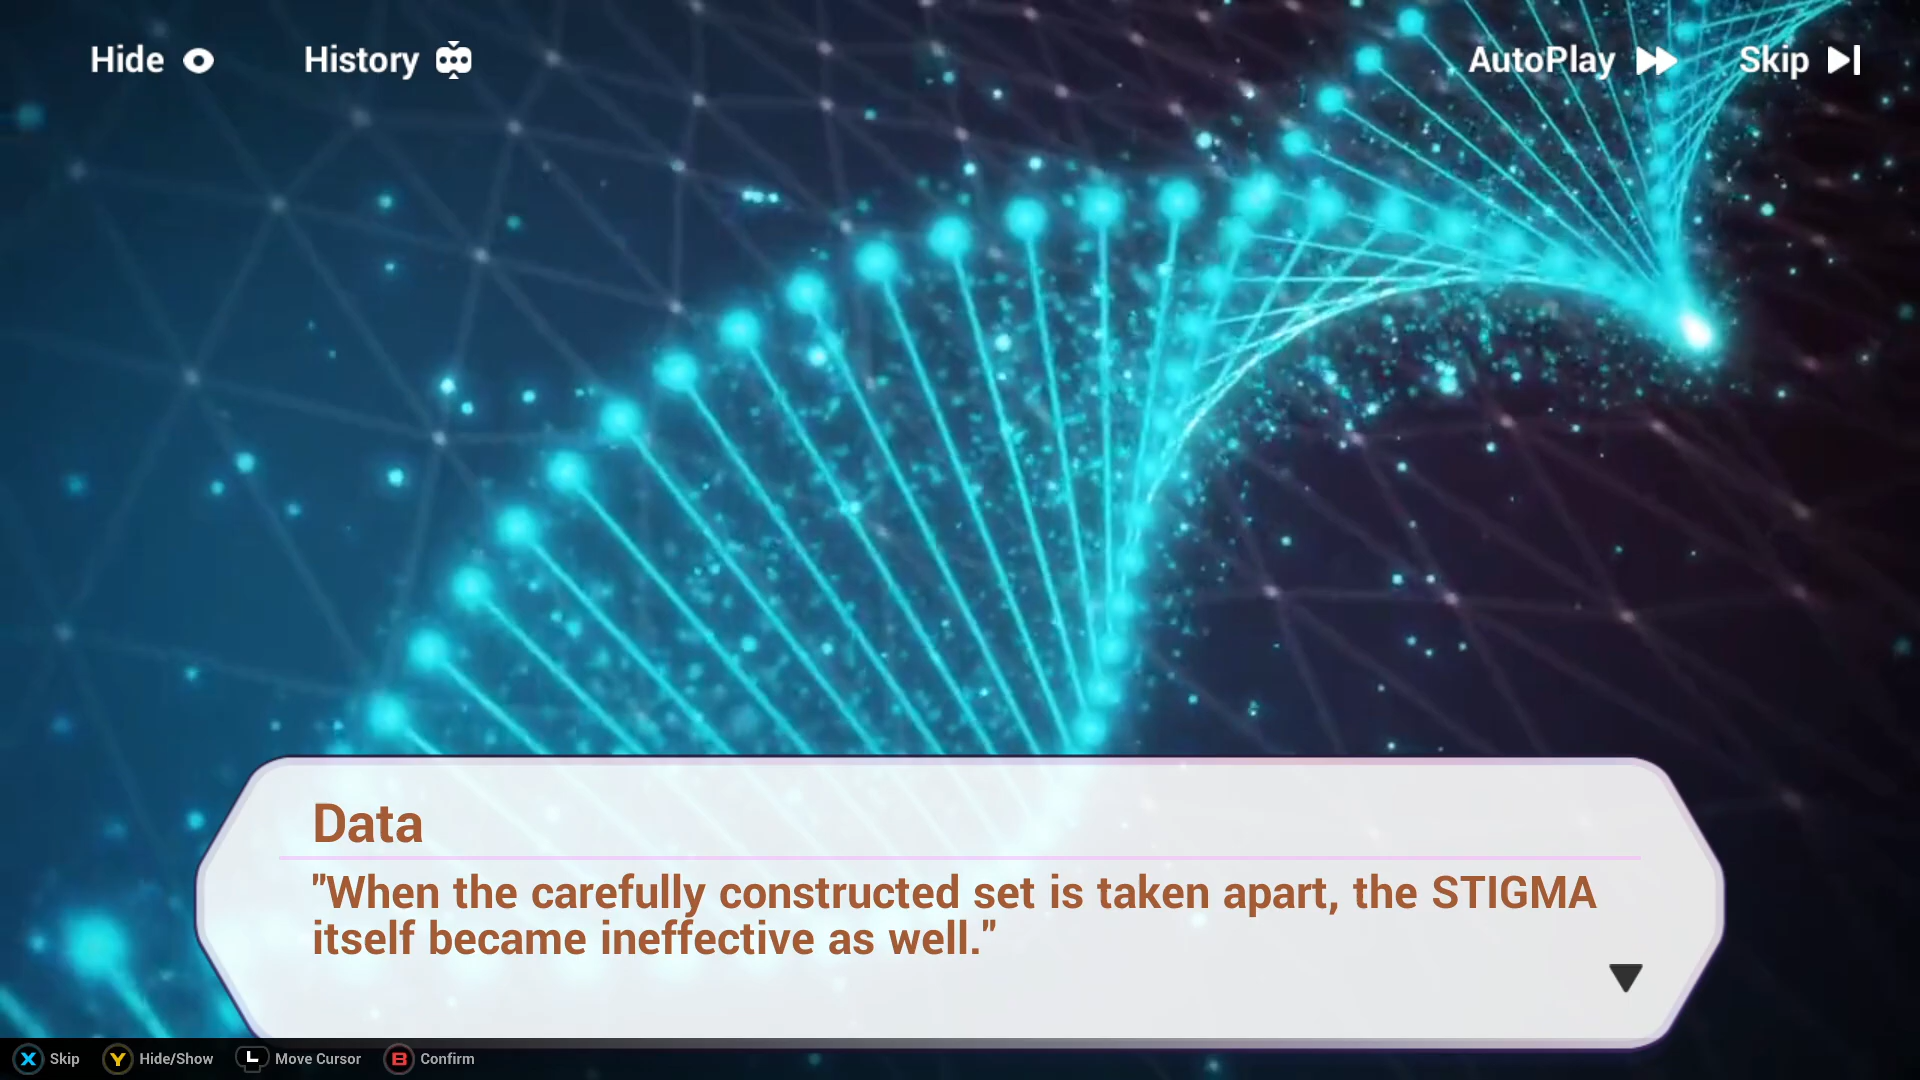 Hide
History
AutoPlay
Skip
Data
"When the carefully constructed set is taken apart, the STIGMA
itself became ineffective as well."
X Skip
Y Hide/Show
L Move Cursor
B Confirm